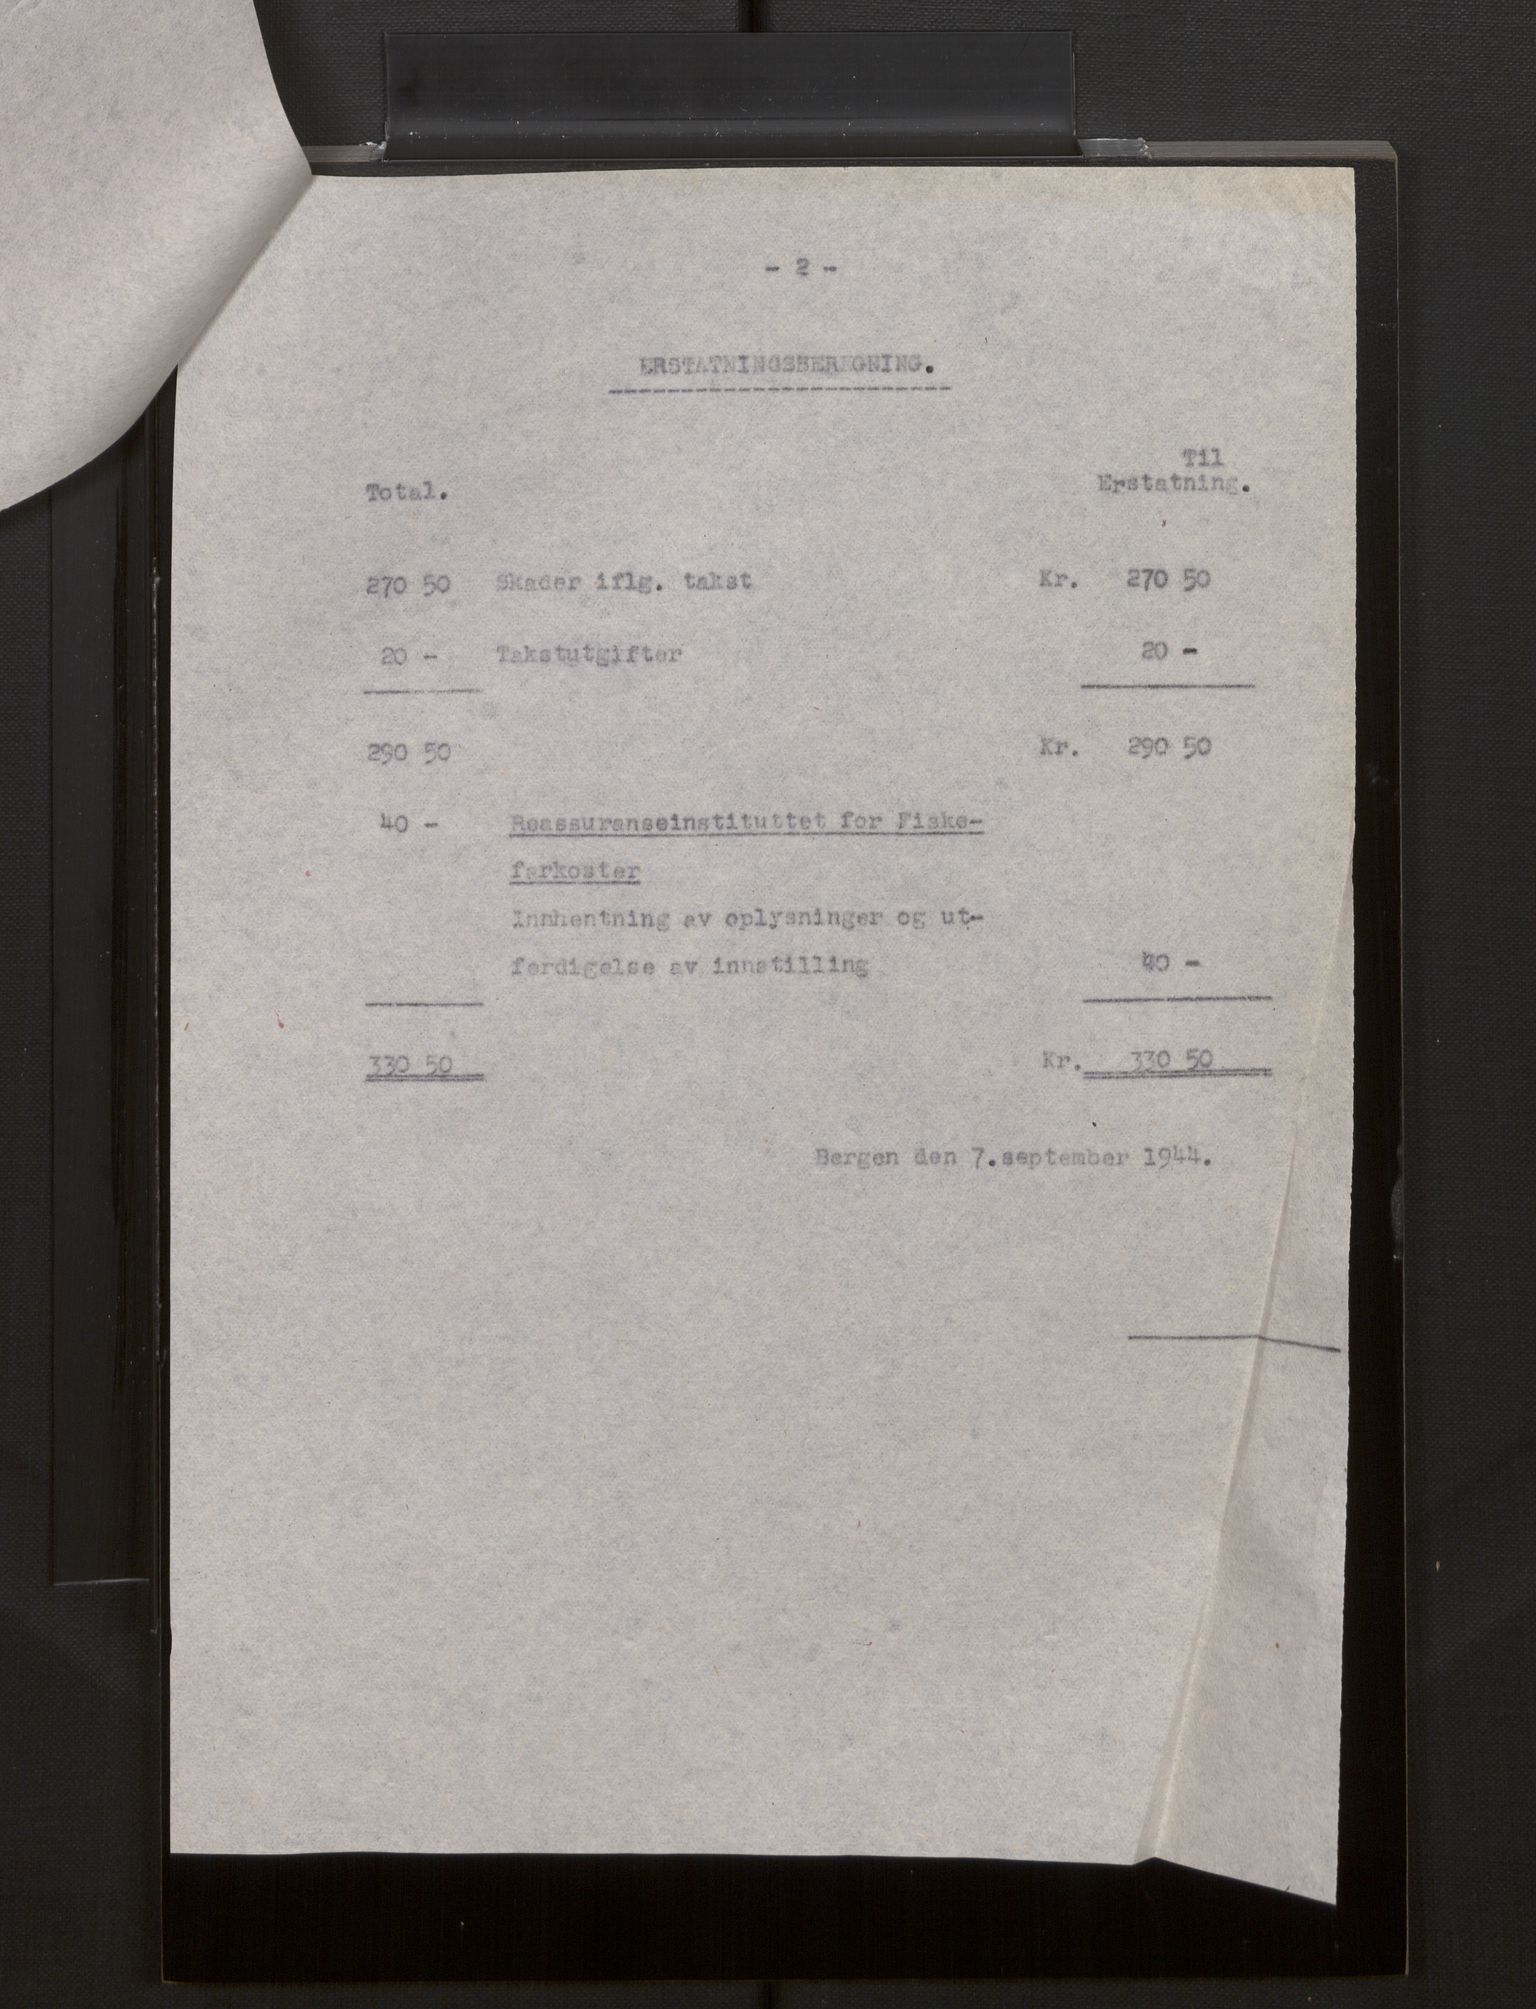 - 2 -
ERSTATNINGSBEREGNING.
Til
Total. Erstatning.
270 50 Skader iflg. takst Kr. 270 50
20 - Takstutgifter 20 -
290 50 Kr. 290 50
40 - Reassuranseinstituttet for Fiske-
farkoster
Innhentning av oplysninger og ut-
ferdigelse av innstilling 40 -
330 50 Kr. 330 50
Bergen den 7.september 1944.